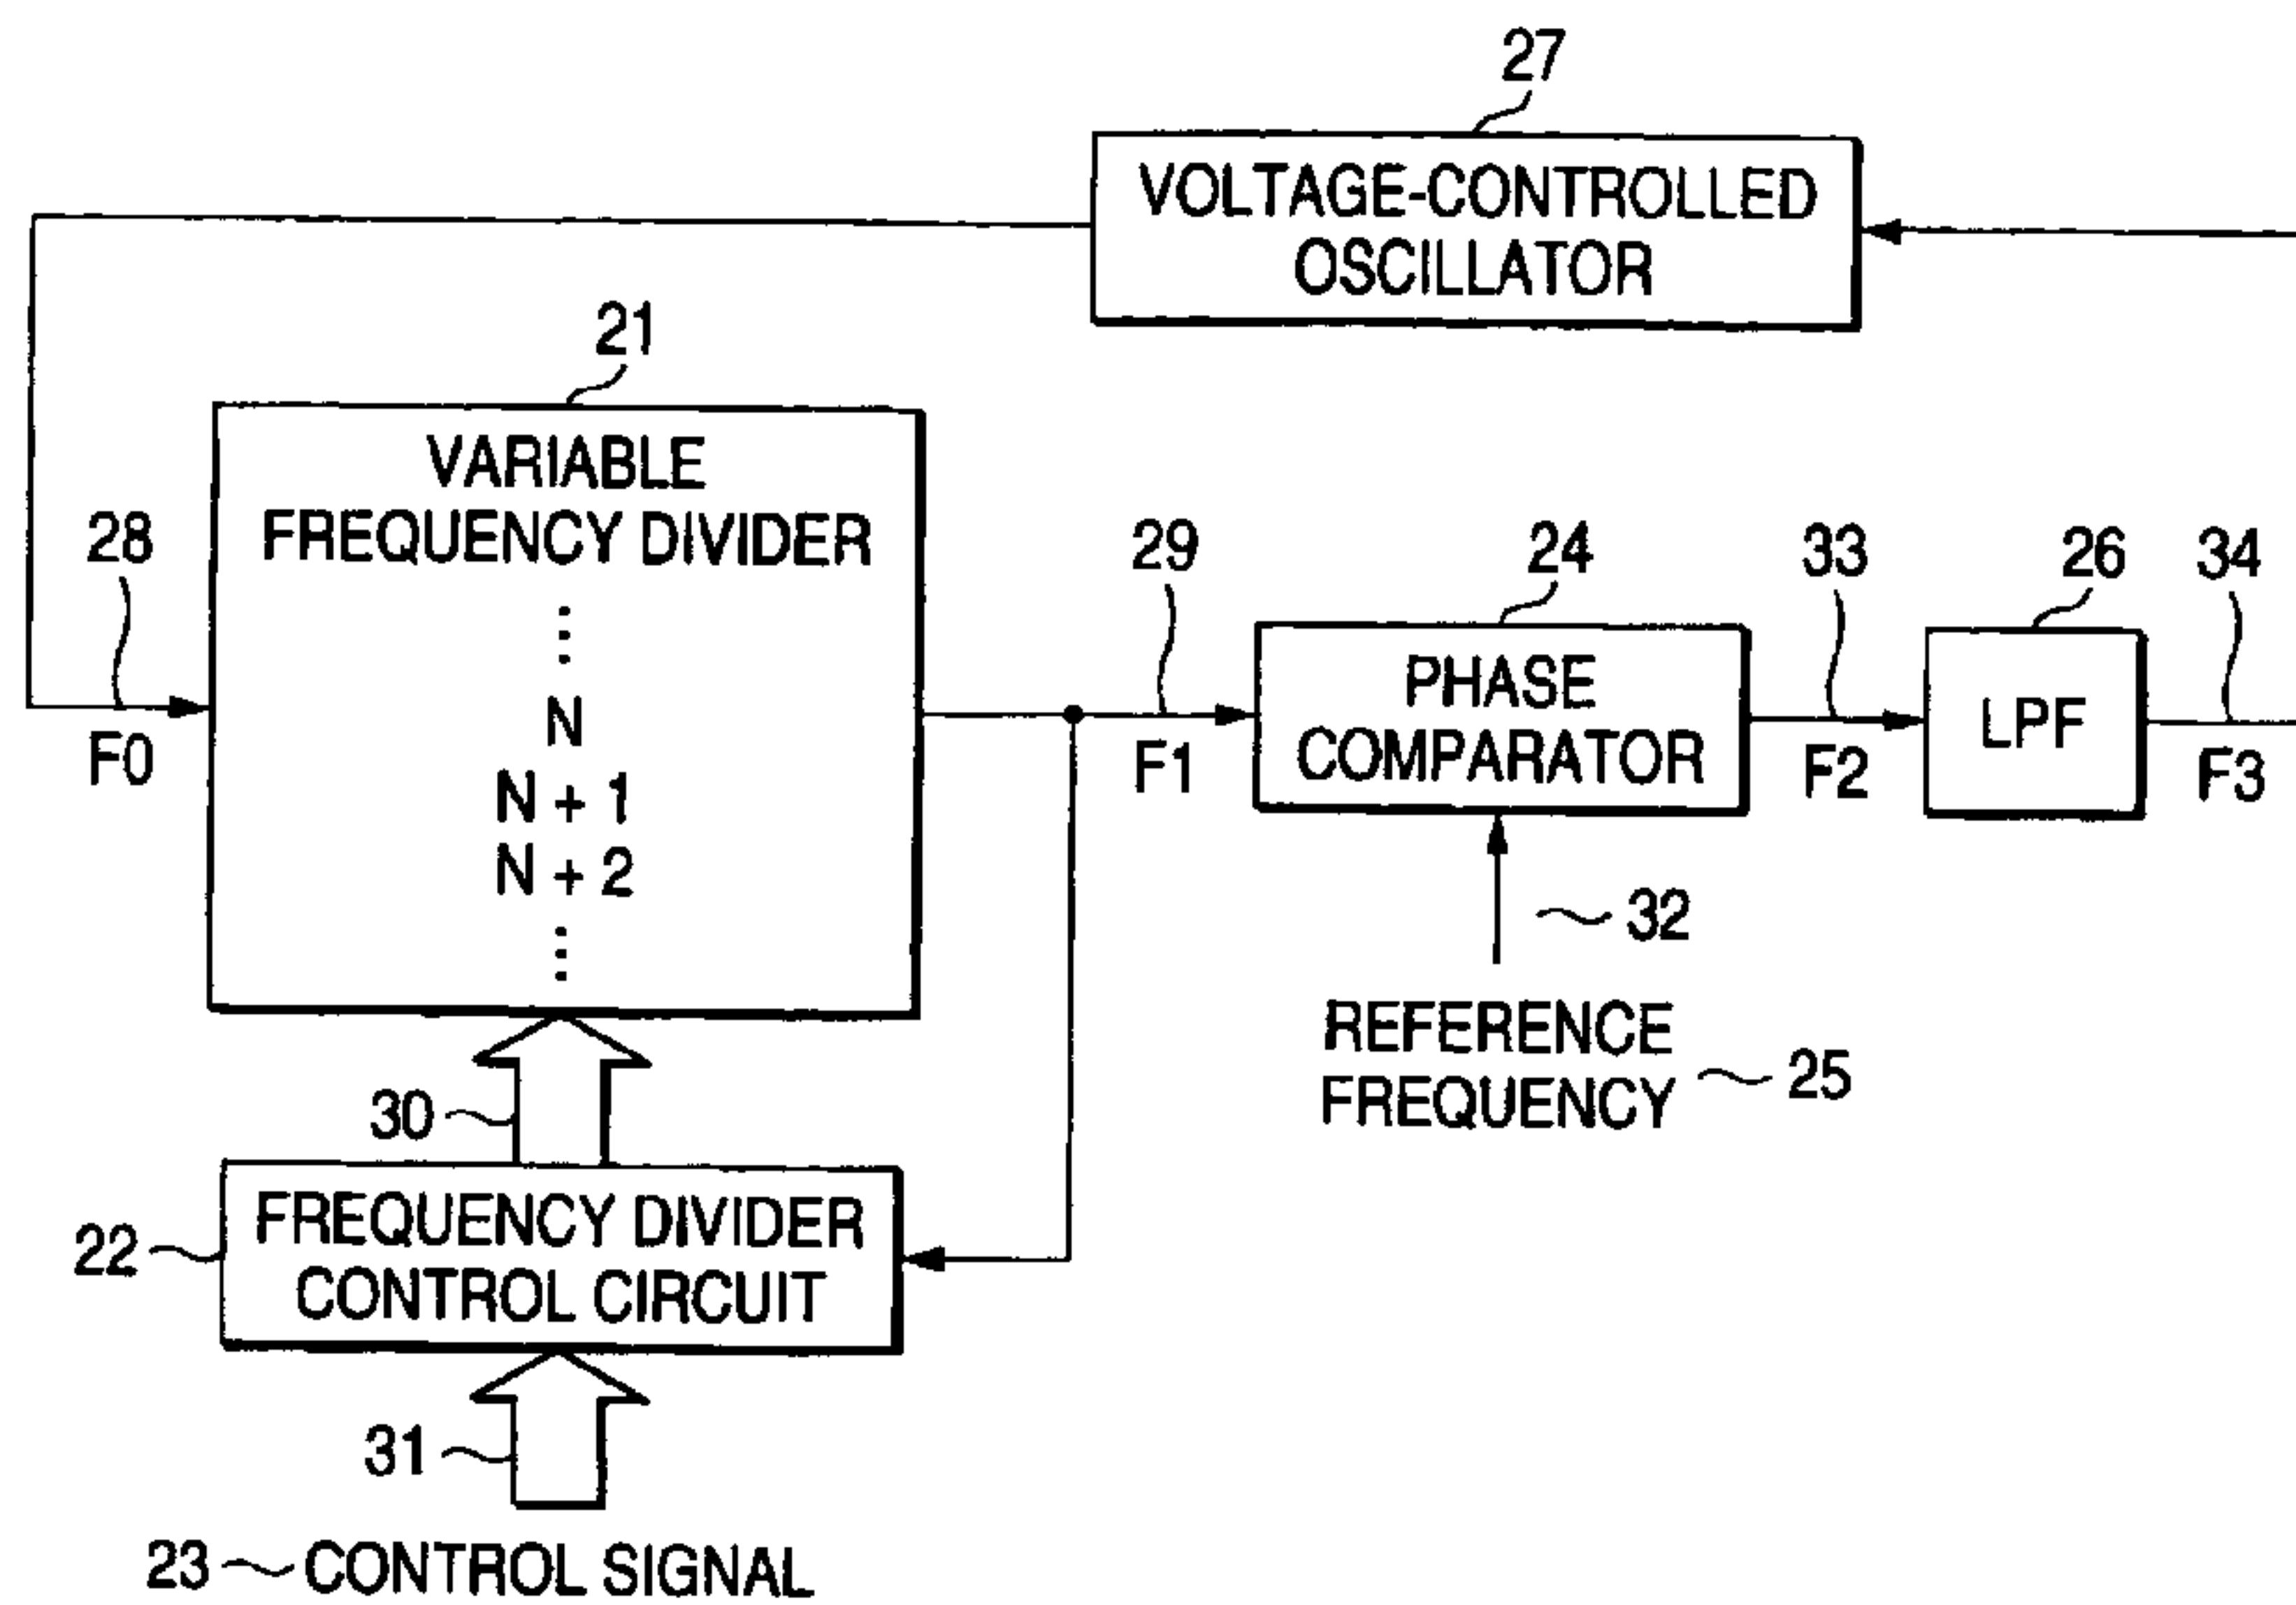 27
VOLTAGE-CONTROLLED
OSCILLATOR
21
VARIABLE
FREQUENCY DIVIDER
N
N + 1
N + 2
28
F0
29
F1
24
PHASE
COMPARATOR
33
F2
26
LPF
34
F3
32
REFERENCE
FREQUENCY
25
30
22
FREQUENCY DIVIDER
CONTROL CIRCUIT
31
23
CONTROL SIGNAL